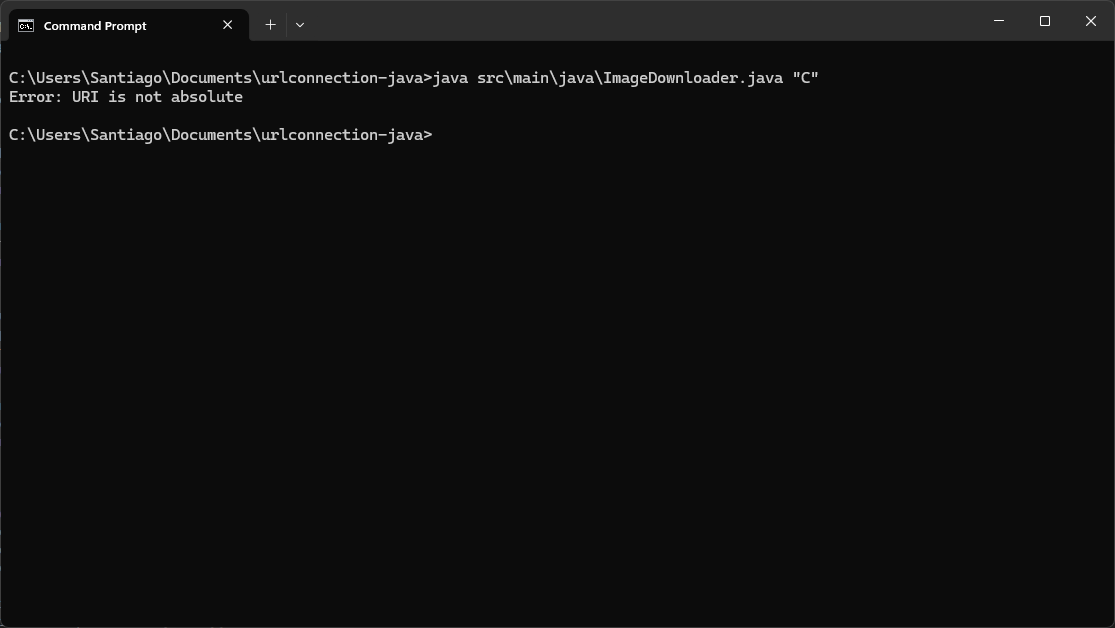 Command Prompt
C:\Users\Santiago\Documents\urlconnection-java>java src\main\java\ImageDownloader.java "C"
Error: URI is not absolute
C:\Users\Santiago\Documents\urlconnection-java>